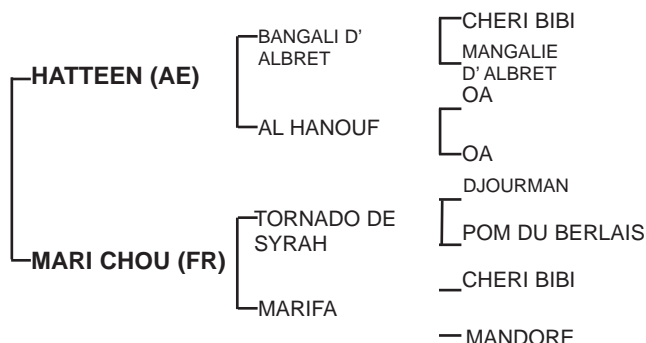 HATTEEN (AE)
MARI CHOU (FR)
BANGALI D'
ALBRET
AL HANOUF
TORNADO DE
SYRAH
MARIFA
CHERI BIBI
MANGALIE
D' ALBRET
OA
OA
DJOURMAN
POM DU BERLAIS
CHERI BIBI
MANDORE